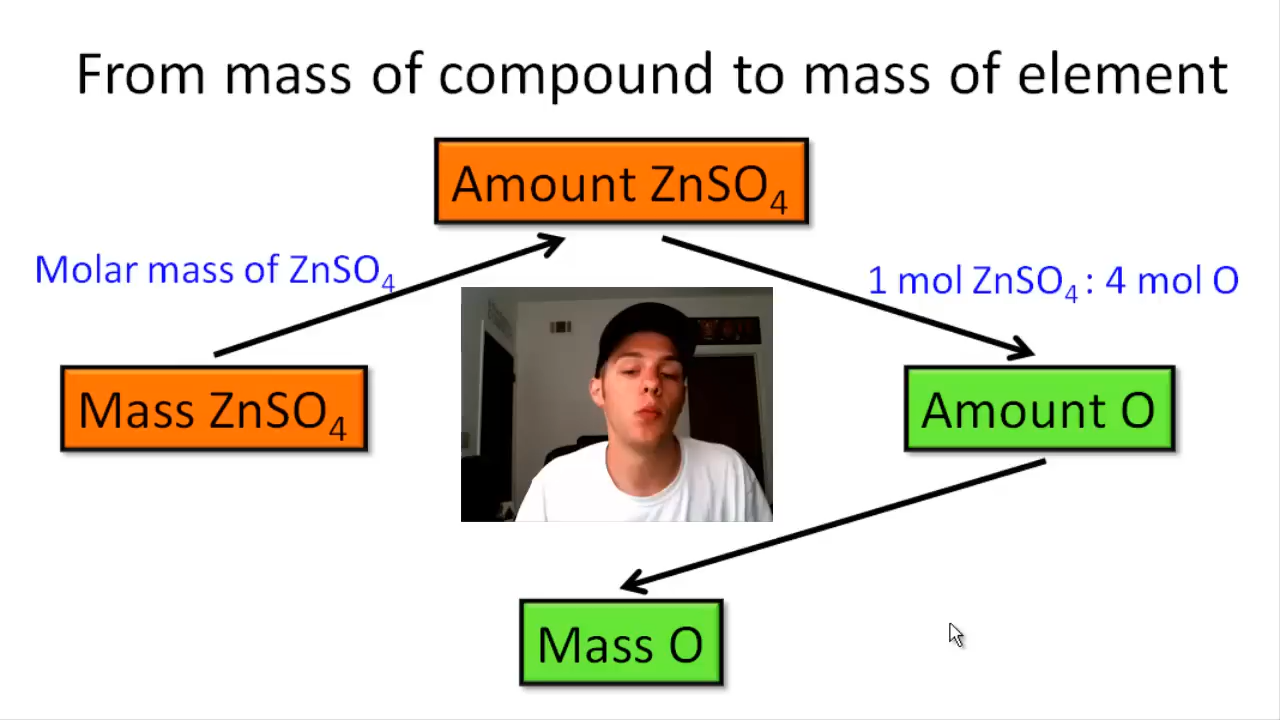 From mass of compound to mass of element
Amount ZnSO₄
Molar mass of ZnSO₄
1 mol ZnSO₄ : 4 mol O
Mass ZnSO₄
Amount O
Mass O